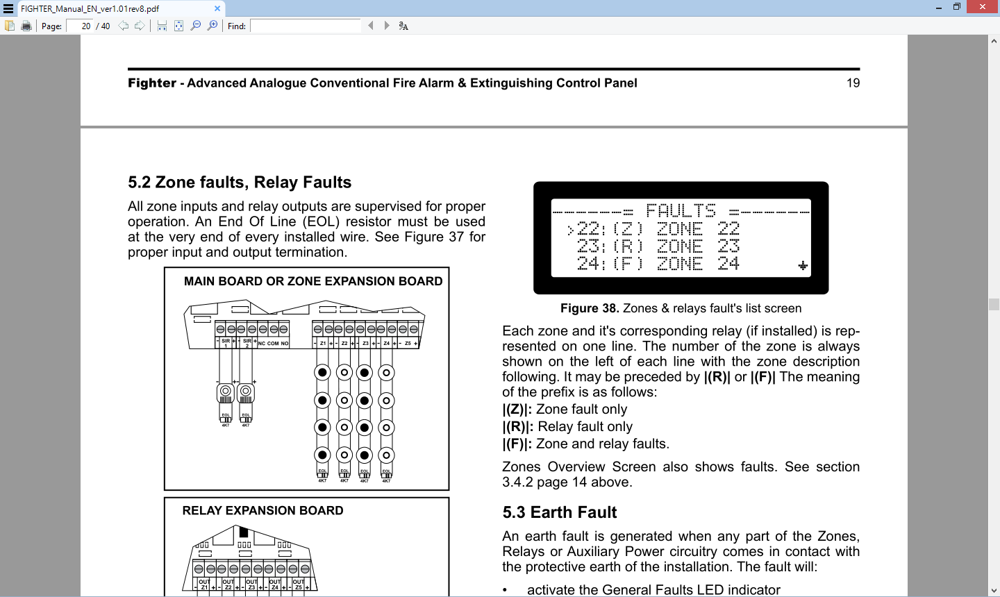 FIGHTER_Manual_EN_ver1.01rev8.pdf
Page: 20 / 40 Find:
Fighter - Advanced Analogue Conventional Fire Alarm & Extinguishing Control Panel 19
5.2 Zone faults, Relay Faults
All zone inputs and relay outputs are supervised for proper
operation. An End Of Line (EOL) resistor must be used
at the very end of every installed wire. See Figure 37 for
proper input and output termination.
MAIN BOARD OR ZONE EXPANSION BOARD
- SIR 1 + - SIR 2 + NC COM NO - Z1 + - Z2 + - Z3 + - Z4 + - Z5 +
- + - +
EOL EOL
4K7 4K7
EOL EOL EOL EOL
4K7 4K7 4K7 4K7
RELAY EXPANSION BOARD
OUT OUT OUT OUT OUT
- Z1 + - Z2 + - Z3 + - Z4 + - Z5 +
------= FAULTS =------
>22:(Z) ZONE 22
23:(R) ZONE 23
24:(F) ZONE 24
Figure 38. Zones & relays fault's list screen
Each zone and it's corresponding relay (if installed) is rep-
resented on one line. The number of the zone is always
shown on the left of each line with the zone description
following. It may be preceded by |(R)| or |(F)| The meaning
of the prefix is as follows:
|(Z)|: Zone fault only
|(R)|: Relay fault only
|(F)|: Zone and relay faults.
Zones Overview Screen also shows faults. See section
3.4.2 page 14 above.
5.3 Earth Fault
An earth fault is generated when any part of the Zones,
Relays or Auxiliary Power circuitry comes in contact with
the protective earth of the installation. The fault will:
• activate the General Faults LED indicator